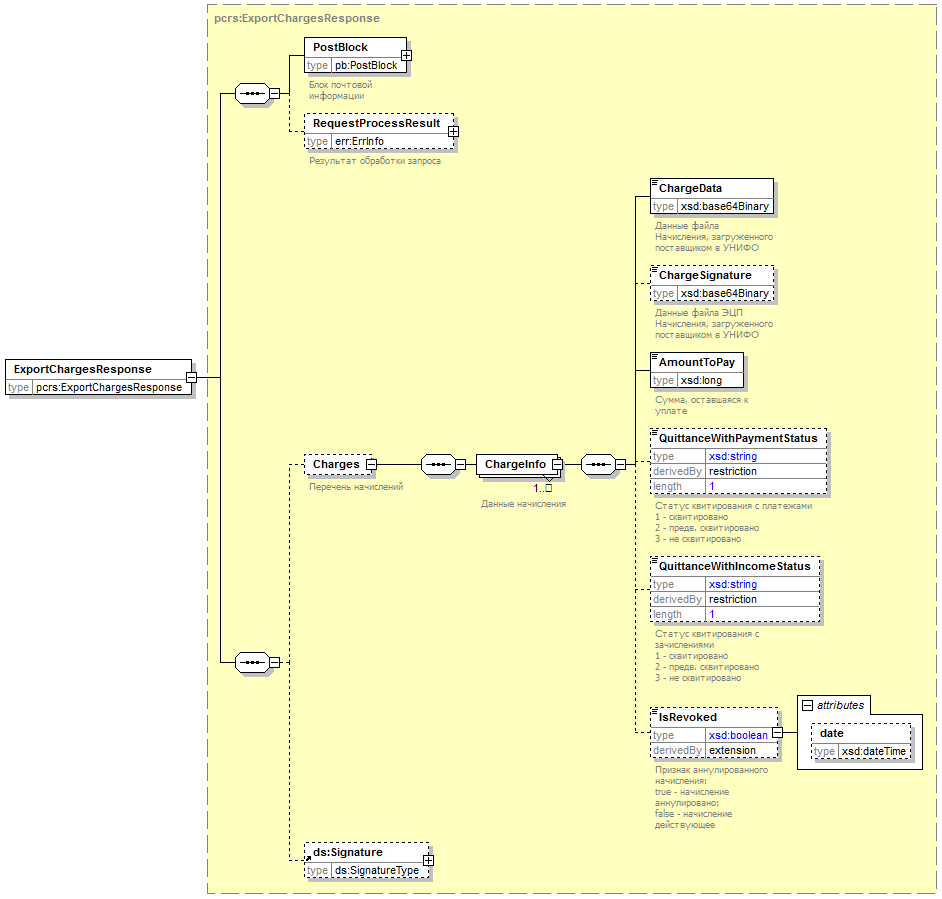 pcrs:ExportChargesResponse
PostBlock
type pb:PostBlock
Блок почтовой
информации
RequestProcessResult
type err:ErrInfo
Результат обработки запроса
ExportChargesResponse
type pcrs:ExportChargesResponse
Charges
Перечень начислений
ChargeInfo
1..
Данные начисления
ChargeData
type xsd:base64Binary
Данные файла
Начисления, загруженного
поставщиком в УНИФО
ChargeSignature
type xsd:base64Binary
Данные файла ЭЦП
Начисления, загруженного
поставщиком в УНИФО
AmountToPay
type xsd:long
Сумма, оставшаяся к
уплате
QuittanceWithPaymentStatus
type xsd:string
derivedBy restriction
length 1
Статус квитирования с платежами
1 - сквитировано
2 - предв. сквитировано
3 - не сквитировано
QuittanceWithIncomeStatus
type xsd:string
derivedBy restriction
length 1
Статус квитирования с
зачислениями
1 - сквитировано
2 - предв. сквитировано
3 - не сквитировано
IsRevoked
type xsd:boolean
derivedBy extension
Признак аннулированного
начисления:
true - начисление
аннулировано;
false - начисление
действующее
attributes
date
type xsd:dateTime
ds:Signature
type ds:SignatureType